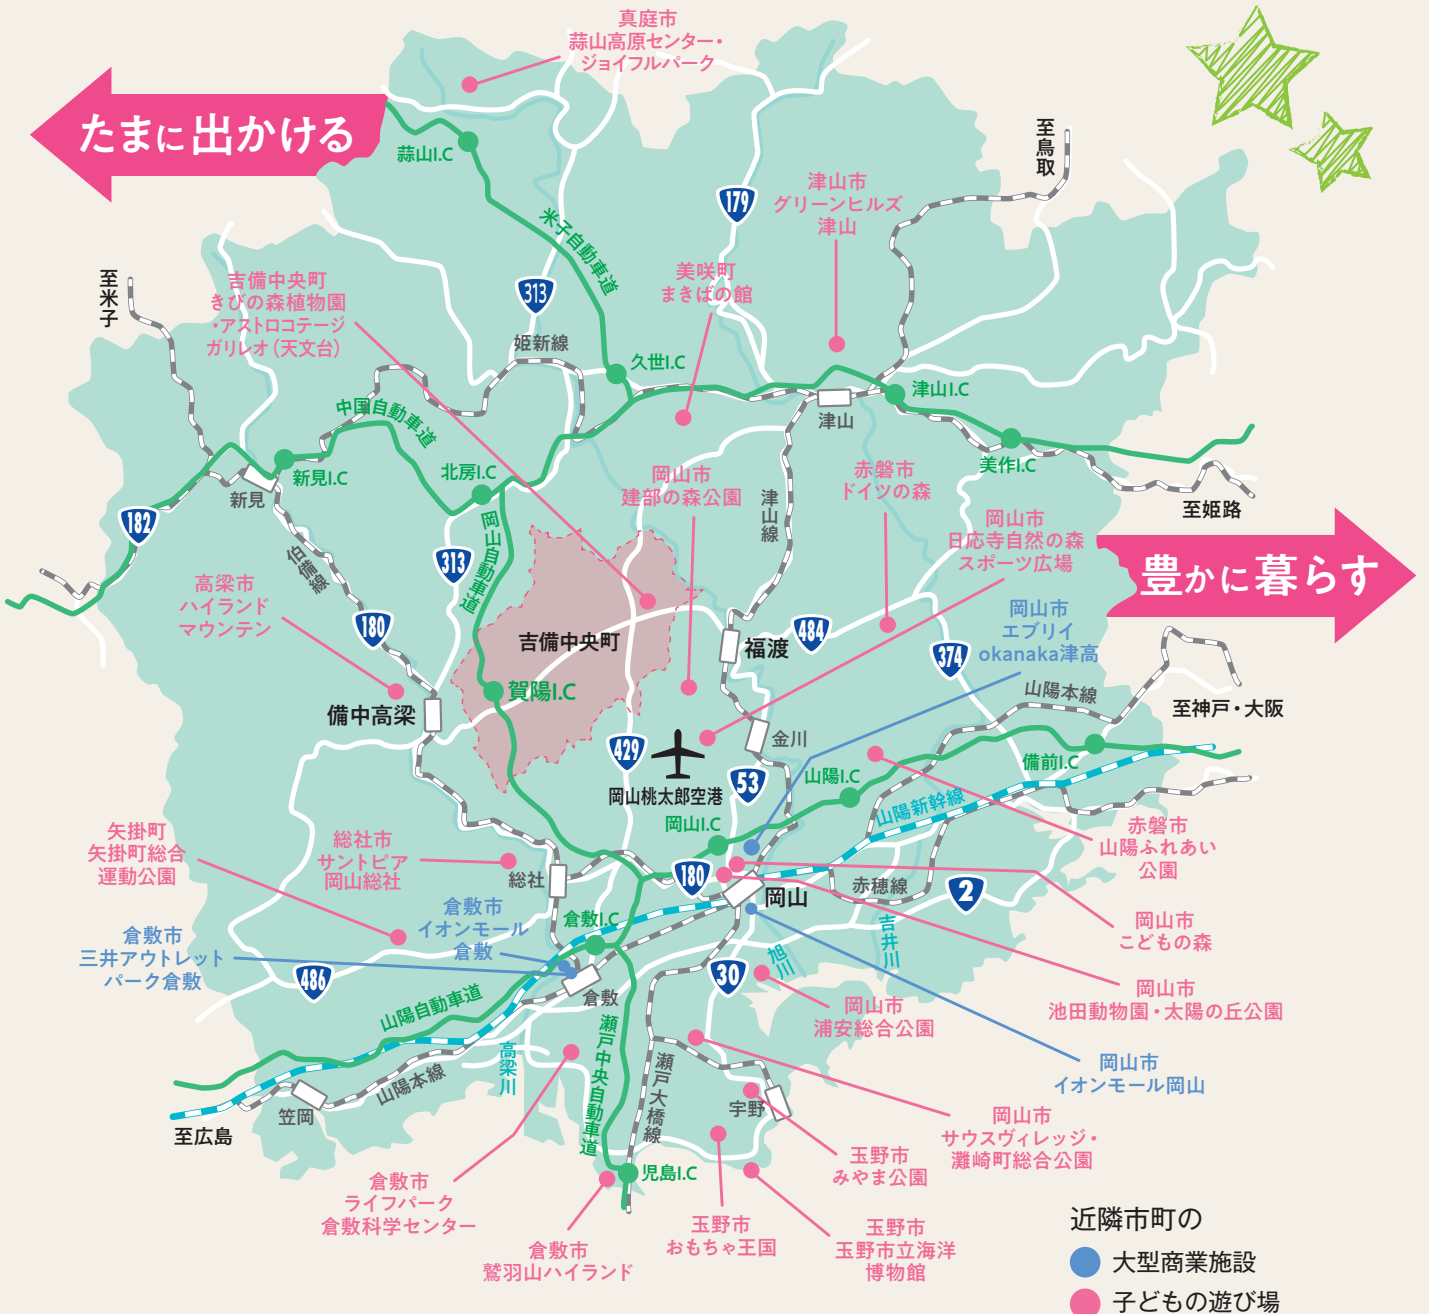 真庭市
蒜山高原センター・
ジョイフルパーク
たまに出かける
蒜山I.C
至鳥取
179
津山市
グリーンヒルズ
津山
米子自動車道
至米子
吉備中央町
きびの森植物園
・アストロコテージ
ガリレオ（天文台）
313
美咲町
まきばの館
姫新線
久世I.C
津山I.C
中国自動車道
津山
美作I.C
新見I.C
新見
北房I.C
岡山市
建部の森公園
津山線
赤磐市
ドイツの森
至姫路
182
伯備線
313
岡山自動車道
岡山市
日応寺自然の森
スポーツ広場
豊かに暮らす
高梁市
ハイランド
マウンテン
180
吉備中央町
福渡
484
岡山市
エブリイ
okanaka津高
374
賀陽I.C
備中高梁
山陽本線
至神戸・大阪
429
金川
53
岡山桃太郎空港
山陽I.C
備前I.C
山陽新幹線
岡山I.C
矢掛町
矢掛町総合
運動公園
総社市
サントピア
岡山総社
総社
180
岡山
赤穂線
2
赤磐市
山陽ふれあい
公園
倉敷市
イオンモール
倉敷
倉敷I.C
旭川
吉井川
岡山市
こどもの森
倉敷市
三井アウトレット
パーク倉敷
486
山陽自動車道
倉敷
30
岡山市
浦安総合公園
岡山市
池田動物園・太陽の丘公園
高梁川
瀬戸中央自動車道
瀬戸大橋線
岡山市
イオンモール岡山
山陽本線
笠岡
至広島
宇野
岡山市
サウスヴィレッジ・
灘崎町総合公園
玉野市
みやま公園
児島I.C
倉敷市
ライフパーク
倉敷科学センター
倉敷市
鷲羽山ハイランド
玉野市
おもちゃ王国
玉野市
玉野市立海洋
博物館
近隣市町の
大型商業施設
子どもの遊び場